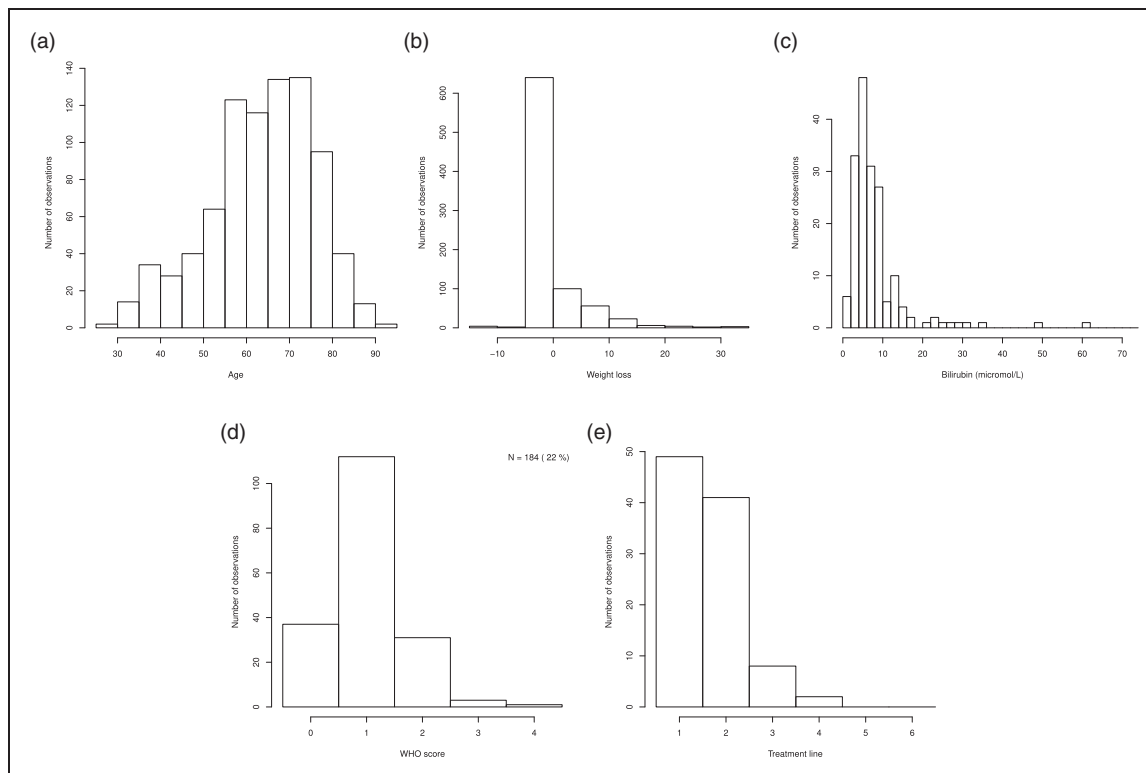 (a)
Number of observations
0 20 40 60 80 100 120 140
30 40 50 60 70 80 90
Age
(b)
Number of observations
0 100 200 300 400 500 600
−10 0 10 20 30
Weight loss
(c)
Number of observations
0 10 20 30 40
0 10 20 30 40 50 60 70
Bilirubin (micromol/L)
(d)
N = 184 ( 22 %)
Number of observations
0 20 40 60 80 100
0 1 2 3 4
WHO score
(e)
Number of observations
0 10 20 30 40 50
1 2 3 4 5 6
Treatment line